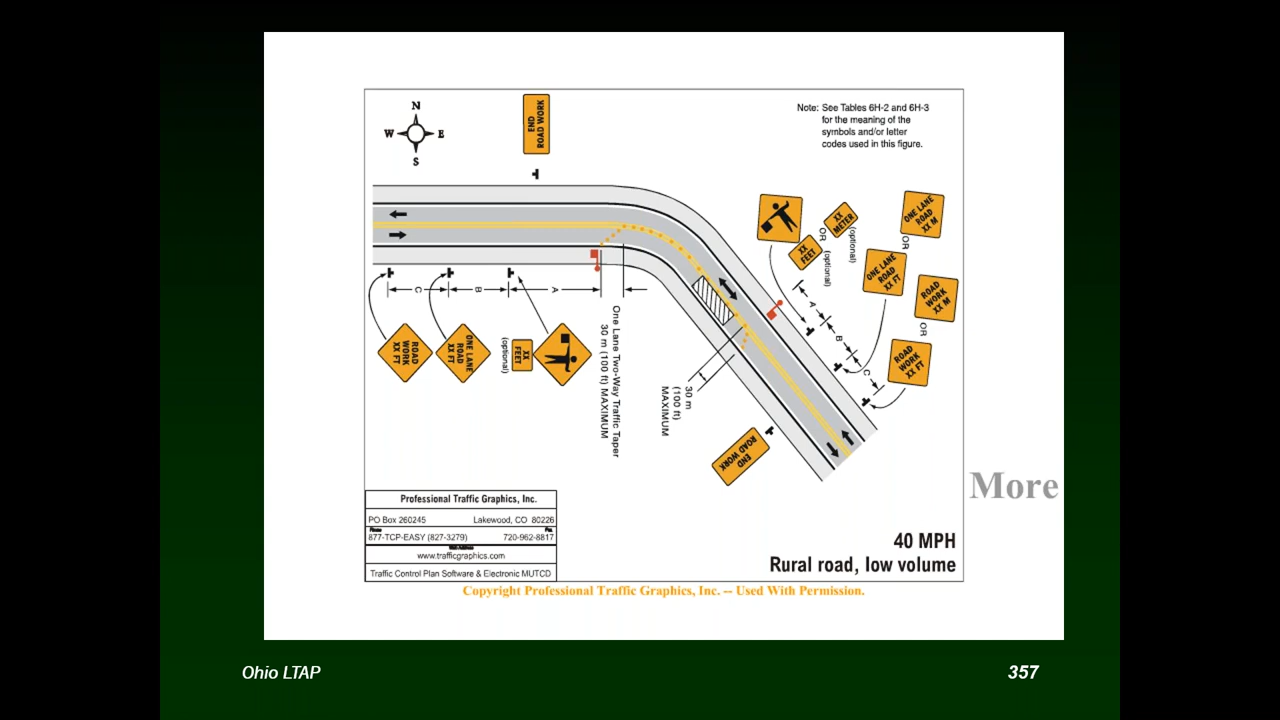 N
W E
S
END
ROAD WORK
Note: See Tables 6H-2 and 6H-3
for the meaning of the
symbols and/or letter
codes used in this figure.
XX
METER
(optional)
OR
XX
FEET
(optional)
ONE LANE
ROAD
XX M
OR
ONE LANE
ROAD
XX FT
ROAD
WORK
XX M
OR
ROAD
WORK
XX FT
A
B
C
C
B
A
ROAD
WORK
XX FT
ONE LANE
ROAD
XX FT
XX
FEET
(optional)
One Lane Two-Way Traffic Taper
30 m (100 ft) MAXIMUM
30 m
(100 ft)
MAXIMUM
END
ROAD WORK
More
Professional Traffic Graphics, Inc.
PO Box 260245 Lakewood, CO 80226
Phone Fax
877-TCP-EASY (827-3279) 720-962-8817
Web Address
www.trafficgraphics.com
Traffic Control Plan Software & Electronic MUTCD
40 MPH
Rural road, low volume
Copyright Professional Traffic Graphics, Inc. -- Used With Permission.
Ohio LTAP 357